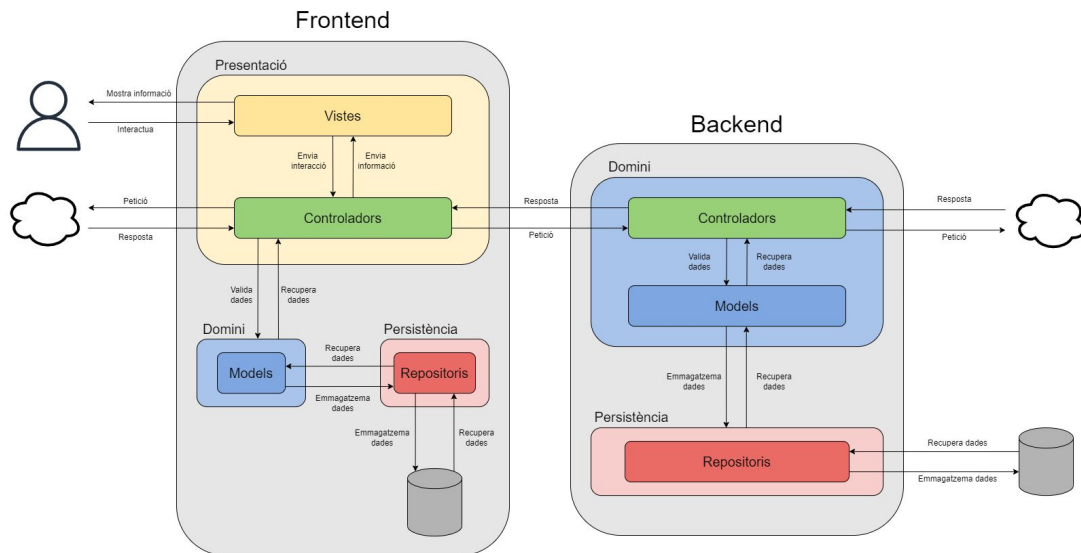 Frontend
Presentació
Mostra informació
Vistes
Interactua
Envia
interacció
Envia
informació
Petició
Controladors
Resposta
Valida
dades
Recupera
dades
Domini
Models
Persistència
Recupera
dades
Repositoris
Emmagatzema
dades
Emmagatzema
dades
Recupera
dades
Resposta
Petició
Backend
Domini
Controladors
Resposta
Petició
Valida
dades
Recupera
dades
Models
Emmagatzema
dades
Recupera
dades
Persistència
Repositoris
Recupera dades
Emmagatzema dades